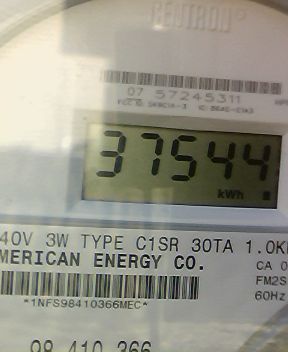 CENTRON®
07 57245311
37544
kWh
40V 3W TYPE C1SR 30TA 1.0K
MERICAN ENERGY CO.
CA 0
FM2S
60Hz
*1NFS98410366MEC*
98 410 366